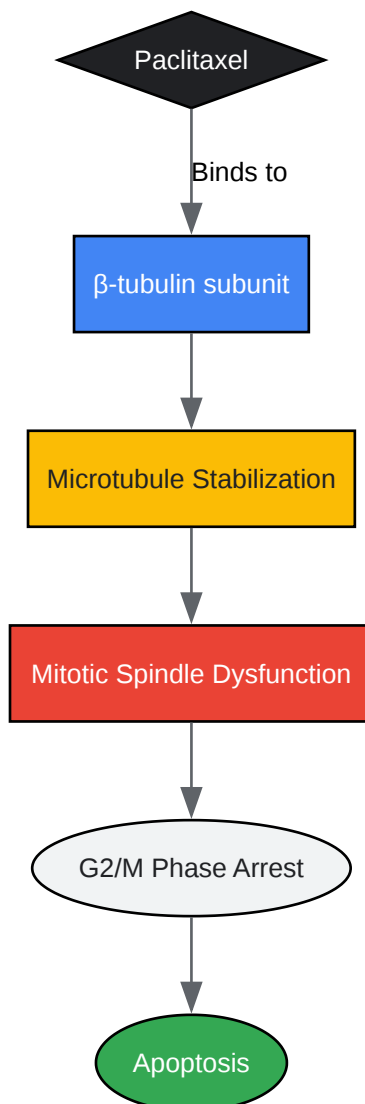 Paclitaxel
Binds to
β-tubulin subunit
Microtubule Stabilization
Mitotic Spindle Dysfunction
G2/M Phase Arrest
Apoptosis